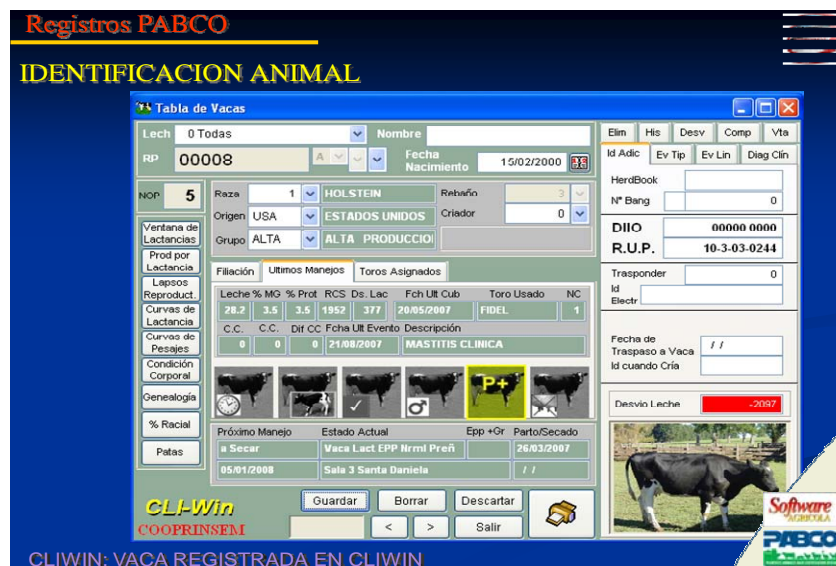 Registros PABCO
IDENTIFICACION ANIMAL
Tabla de Vacas
Lech 0 Todas Nombre
RP 00008 A Fecha Nacimiento 15/02/2000
NOP 5
Raza 1 HOLSTEIN Rebaño 3
Origen USA ESTADOS UNIDOS Criador 0
Grupo ALTA ALTA PRODUCCIO
Ventana de Lactancias
Prod por Lactancia
Lapsos Reproduct.
Curvas de Lactancia
Curvas de Pesajes
Condición Corporal
Genealogía
% Racial
Patas
Filiación Ultimos Manejos Toros Asignados
Leche % MG % Prot RCS Ds. Lac Fch Ult Cub Toro Usado NC
28.2 3.5 3.5 1952 377 20/05/2007 FIDEL 1
C.C. C.C. Dif CC Fcha Ult Evento Descripción
0 0 0 21/08/2007 MASTITIS CLINICA
P+
Próximo Manejo Estado Actual Epp +Gr Parto/Secado
a Secar Vaca Lact EPP Nrml Preñ 26/03/2007
05/01/2008 Sala 3 Santa Daniela / /
CLI-Win
COOPRINSEM
Guardar Borrar Descartar
< > Salir
Elim His Desv Comp Vta
Id Adic Ev Tip Ev Lin Diag Clín
HerdBook
N° Bang 0
DIIO 00000 0000
R.U.P. 10-3-03-0244
Trasponder 0
Id Electr
Fecha de Traspaso a Vaca / /
Id cuando Cría
Desvio Leche -2097
Software
AGRICOLA
PABCO
CLIWIN: VACA REGISTRADA EN CLIWIN